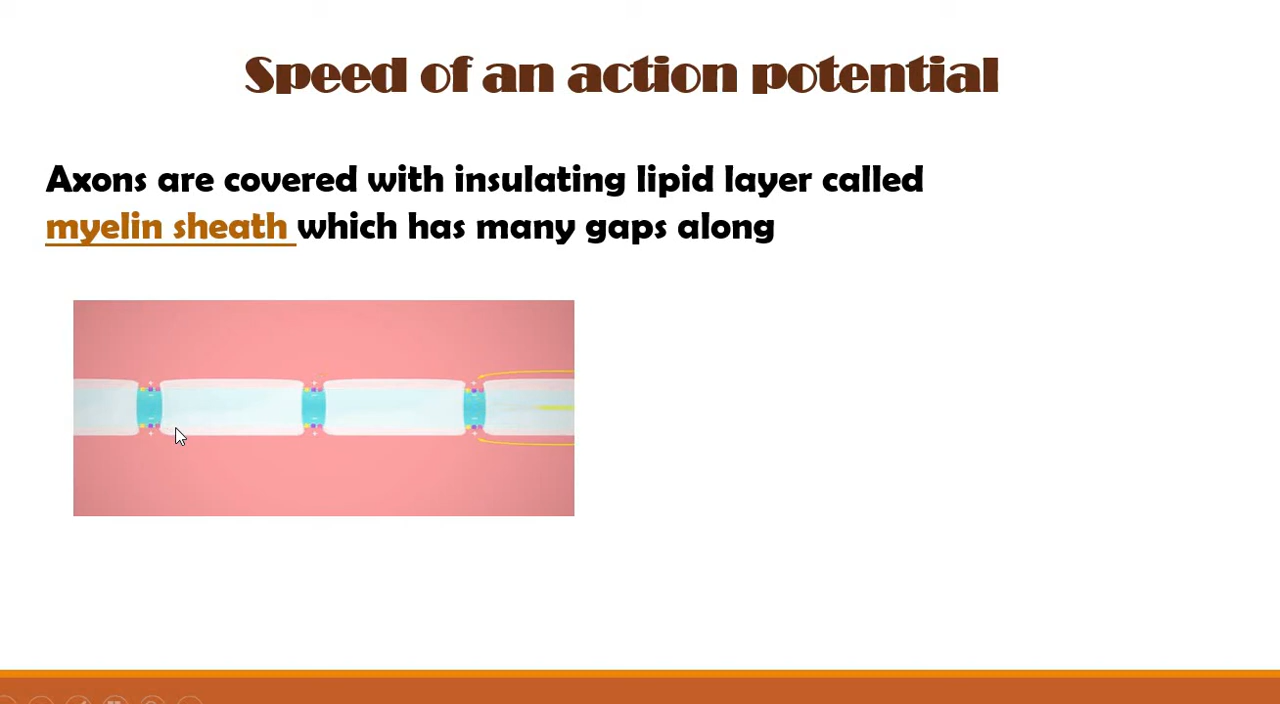 Speed of an action potential
Axons are covered with insulating lipid layer called
myelin sheath which has many gaps along